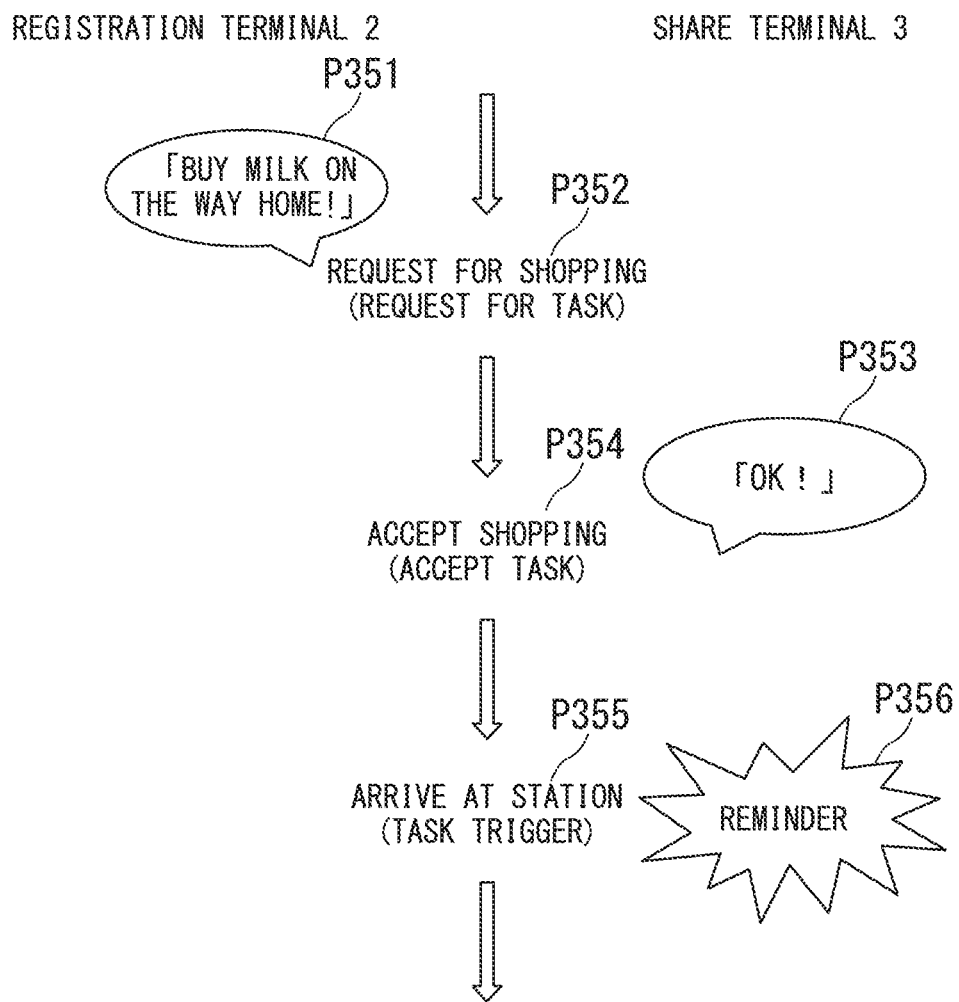 REGISTRATION TERMINAL 2
SHARE TERMINAL 3
P351
「BUY MILK ON
THE WAY HOME!」
P352
REQUEST FOR SHOPPING
(REQUEST FOR TASK)
P353
「OK！」
P354
ACCEPT SHOPPING
(ACCEPT TASK)
P355
ARRIVE AT STATION
(TASK TRIGGER)
P356
REMINDER